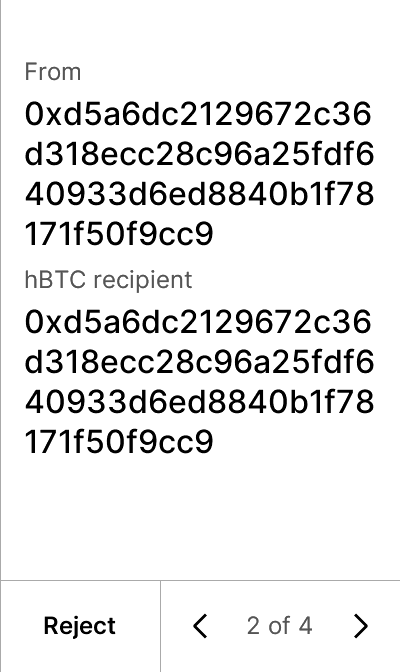 From
0xd5a6dc2129672c36
d318ecc28c96a25fdf6
40933d6ed8840b1f78
171f50f9cc9
hBTC recipient
0xd5a6dc2129672c36
d318ecc28c96a25fdf6
40933d6ed8840b1f78
171f50f9cc9
Reject
2 of 4